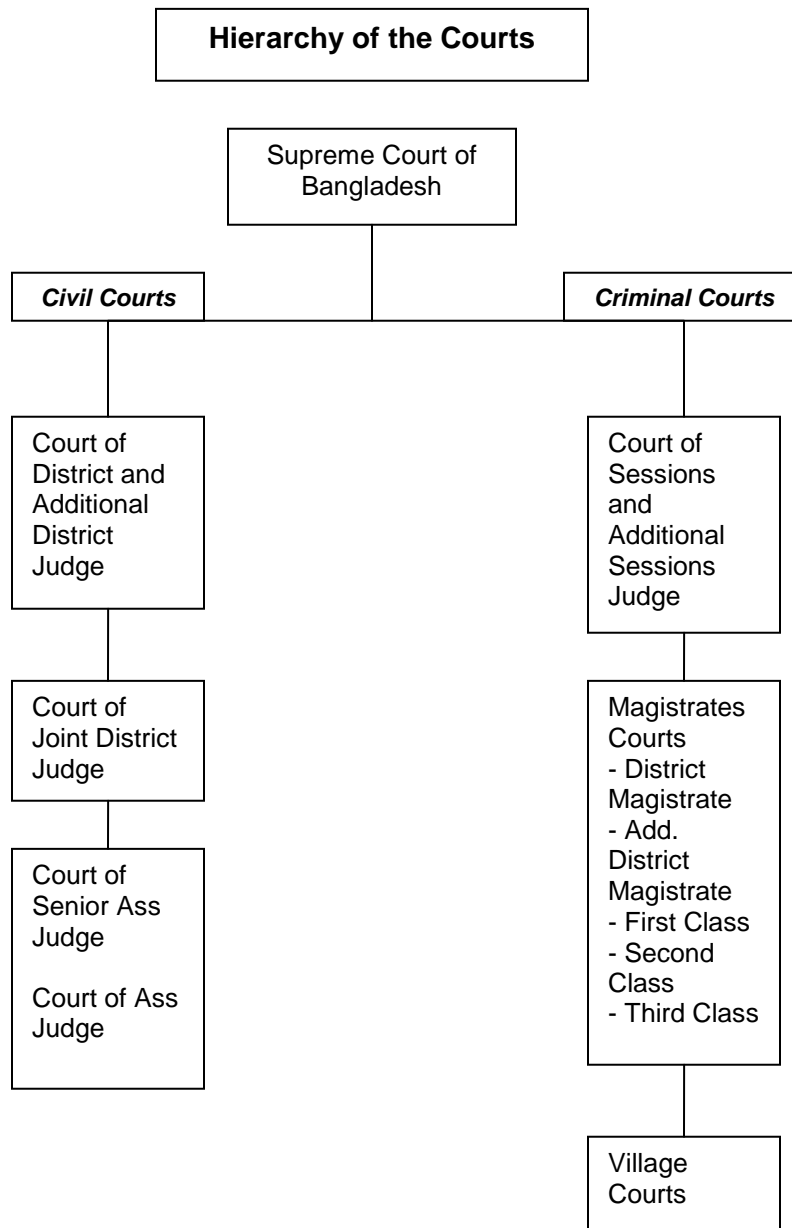 Hierarchy of the Courts
Supreme Court of
Bangladesh
Civil Courts
Criminal Courts
Court of
District and
Additional
District
Judge
Court of
Sessions
and
Additional
Sessions
Judge
Court of
Joint District
Judge
Magistrates
Courts
- District
Magistrate
- Add.
District
Magistrate
- First Class
- Second
Class
- Third Class
Court of
Senior Ass
Judge
Court of Ass
Judge
Village
Courts